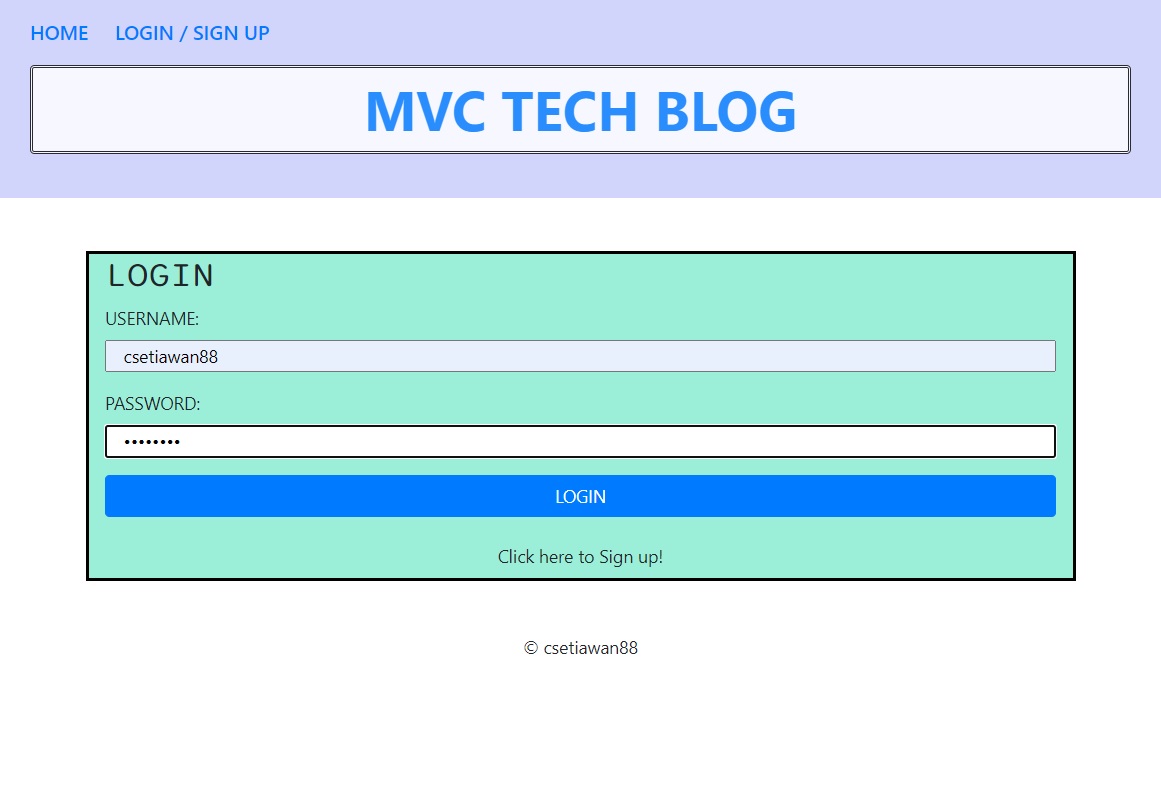 HOME LOGIN / SIGN UP
MVC TECH BLOG
LOGIN
USERNAME:
csetiawan88
PASSWORD:
••••••••
LOGIN
Click here to Sign up!
© csetiawan88